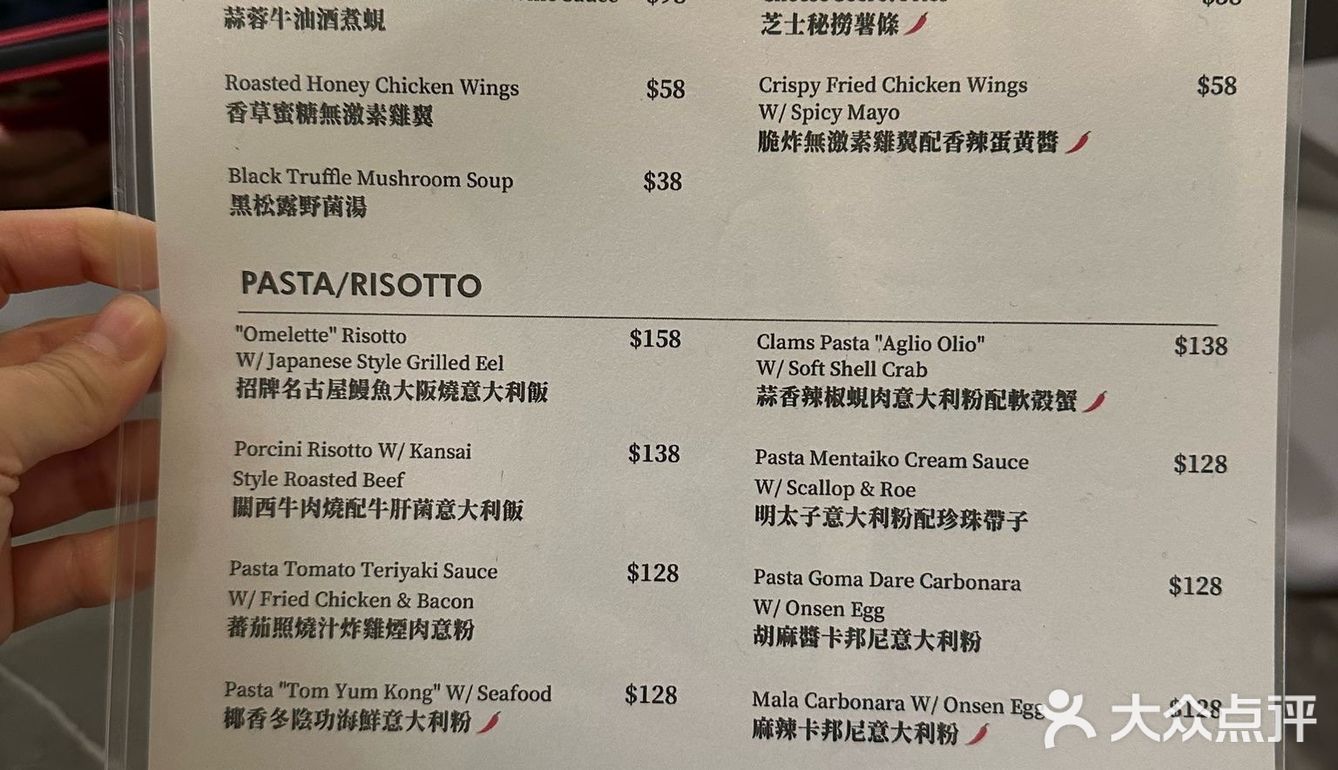 Sauce $98
蒜蓉牛油酒煮蜆
Roasted Honey Chicken Wings $58
香草蜜糖無激素雞翼
Black Truffle Mushroom Soup $38
黑松露野菌湯
芝士秘撈薯條
Crispy Fried Chicken Wings $58
W/ Spicy Mayo
脆炸無激素雞翼配香辣蛋黃醬
PASTA/RISOTTO
"Omelette" Risotto $158
W/ Japanese Style Grilled Eel
招牌名古屋鰻魚大阪燒意大利飯
Porcini Risotto W/ Kansai $138
Style Roasted Beef
關西牛肉燒配牛肝菌意大利飯
Pasta Tomato Teriyaki Sauce $128
W/ Fried Chicken & Bacon
蕃茄照燒汁炸雞煙肉意粉
Pasta "Tom Yum Kong" W/ Seafood $128
椰香冬陰功海鮮意大利粉
Clams Pasta "Aglio Olio" $138
W/ Soft Shell Crab
蒜香辣椒蜆肉意大利粉配軟殼蟹
Pasta Mentaiko Cream Sauce $128
W/ Scallop & Roe
明太子意大利粉配珍珠帶子
Pasta Goma Dare Carbonara $128
W/ Onsen Egg
胡麻醬卡邦尼意大利粉
Mala Carbonara W/ Onsen Egg $128
麻辣卡邦尼意大利粉
大众点评